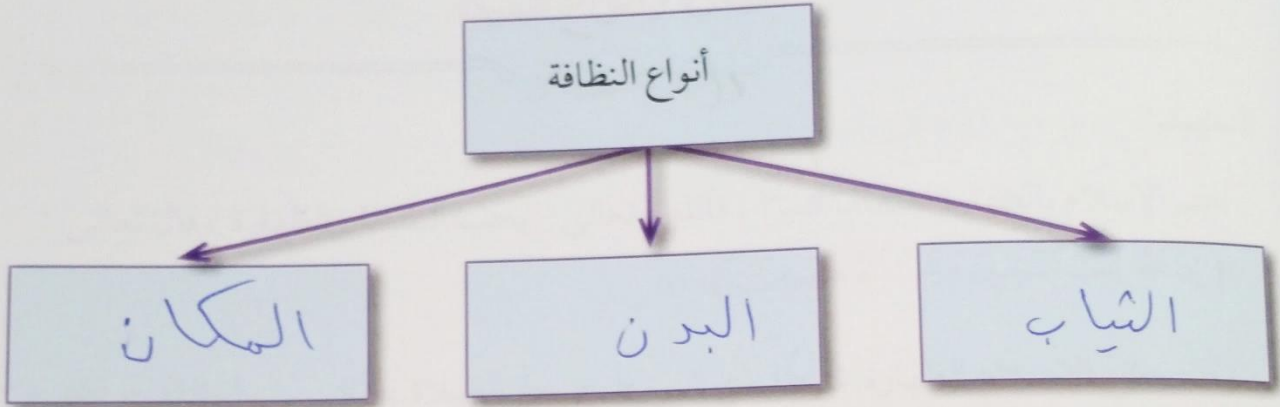 أنواع النظافة
الثياب
البدن
المكان